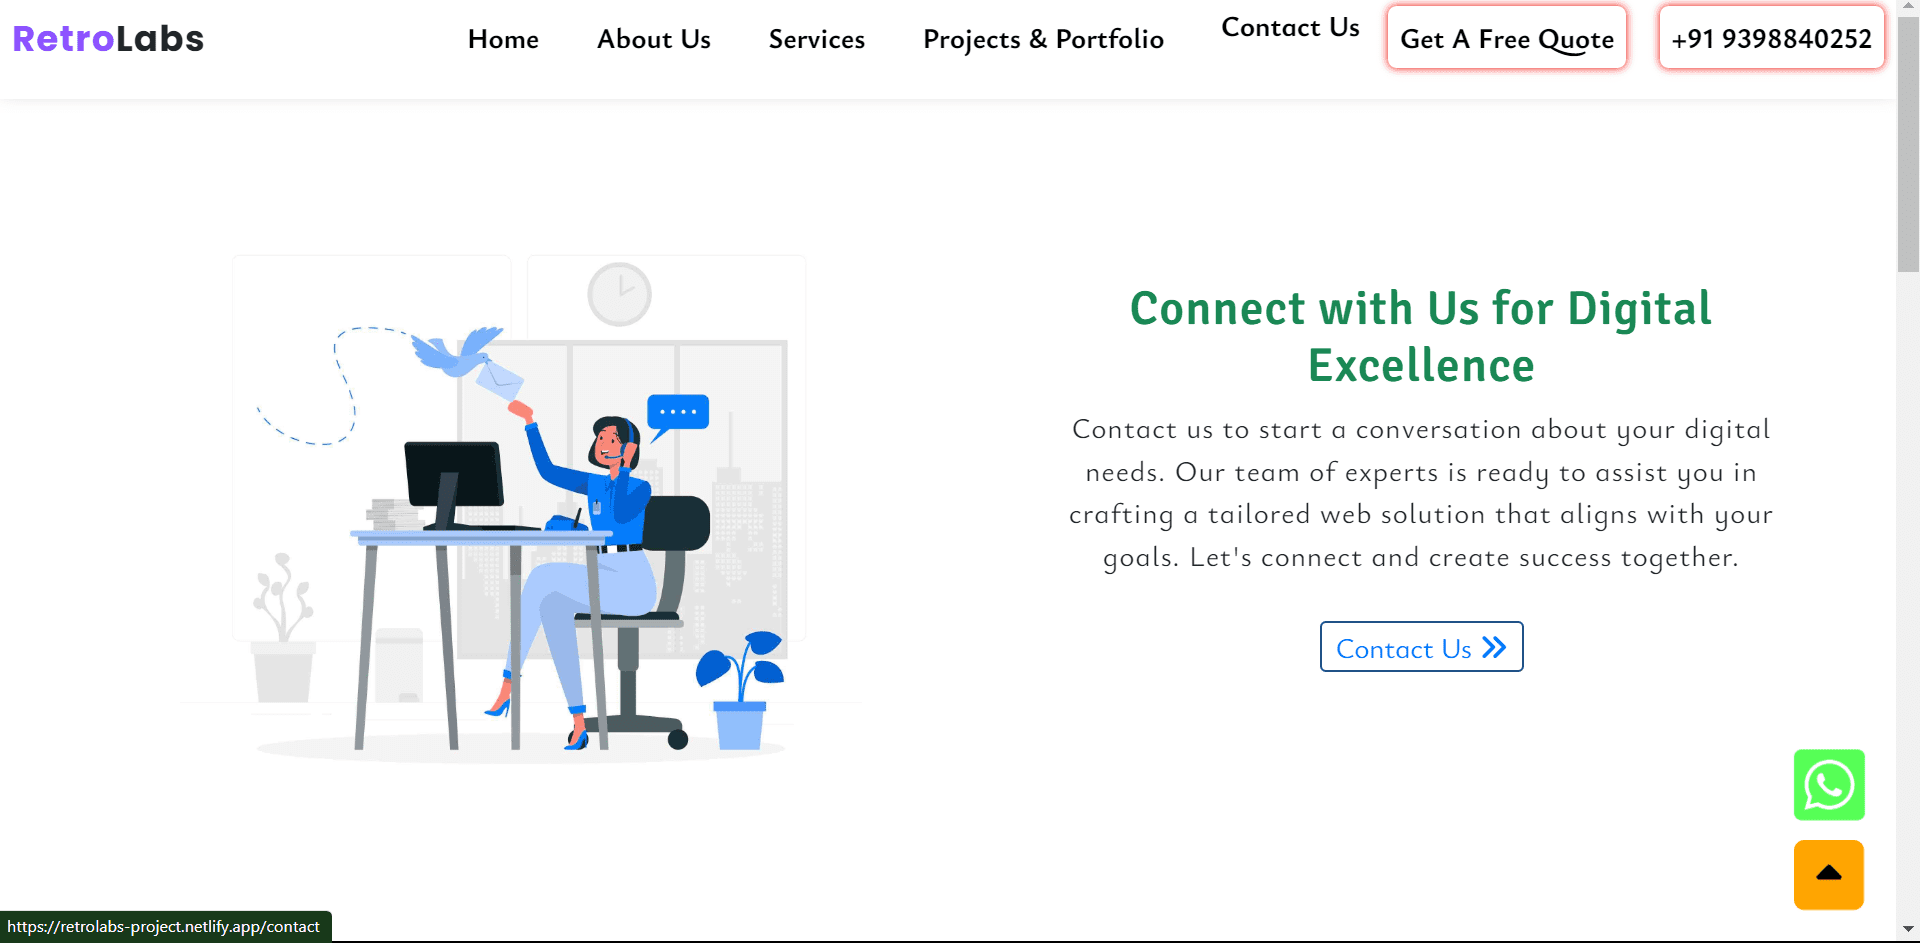 RetroLabs
Home
About Us
Services
Projects & Portfolio
Contact Us
Get A Free Quote
+91 9398840252
Connect with Us for Digital
Excellence
Contact us to start a conversation about your digital
needs. Our team of experts is ready to assist you in
crafting a tailored web solution that aligns with your
goals. Let's connect and create success together.
Contact Us
https://retrolabs-project.netlify.app/contact